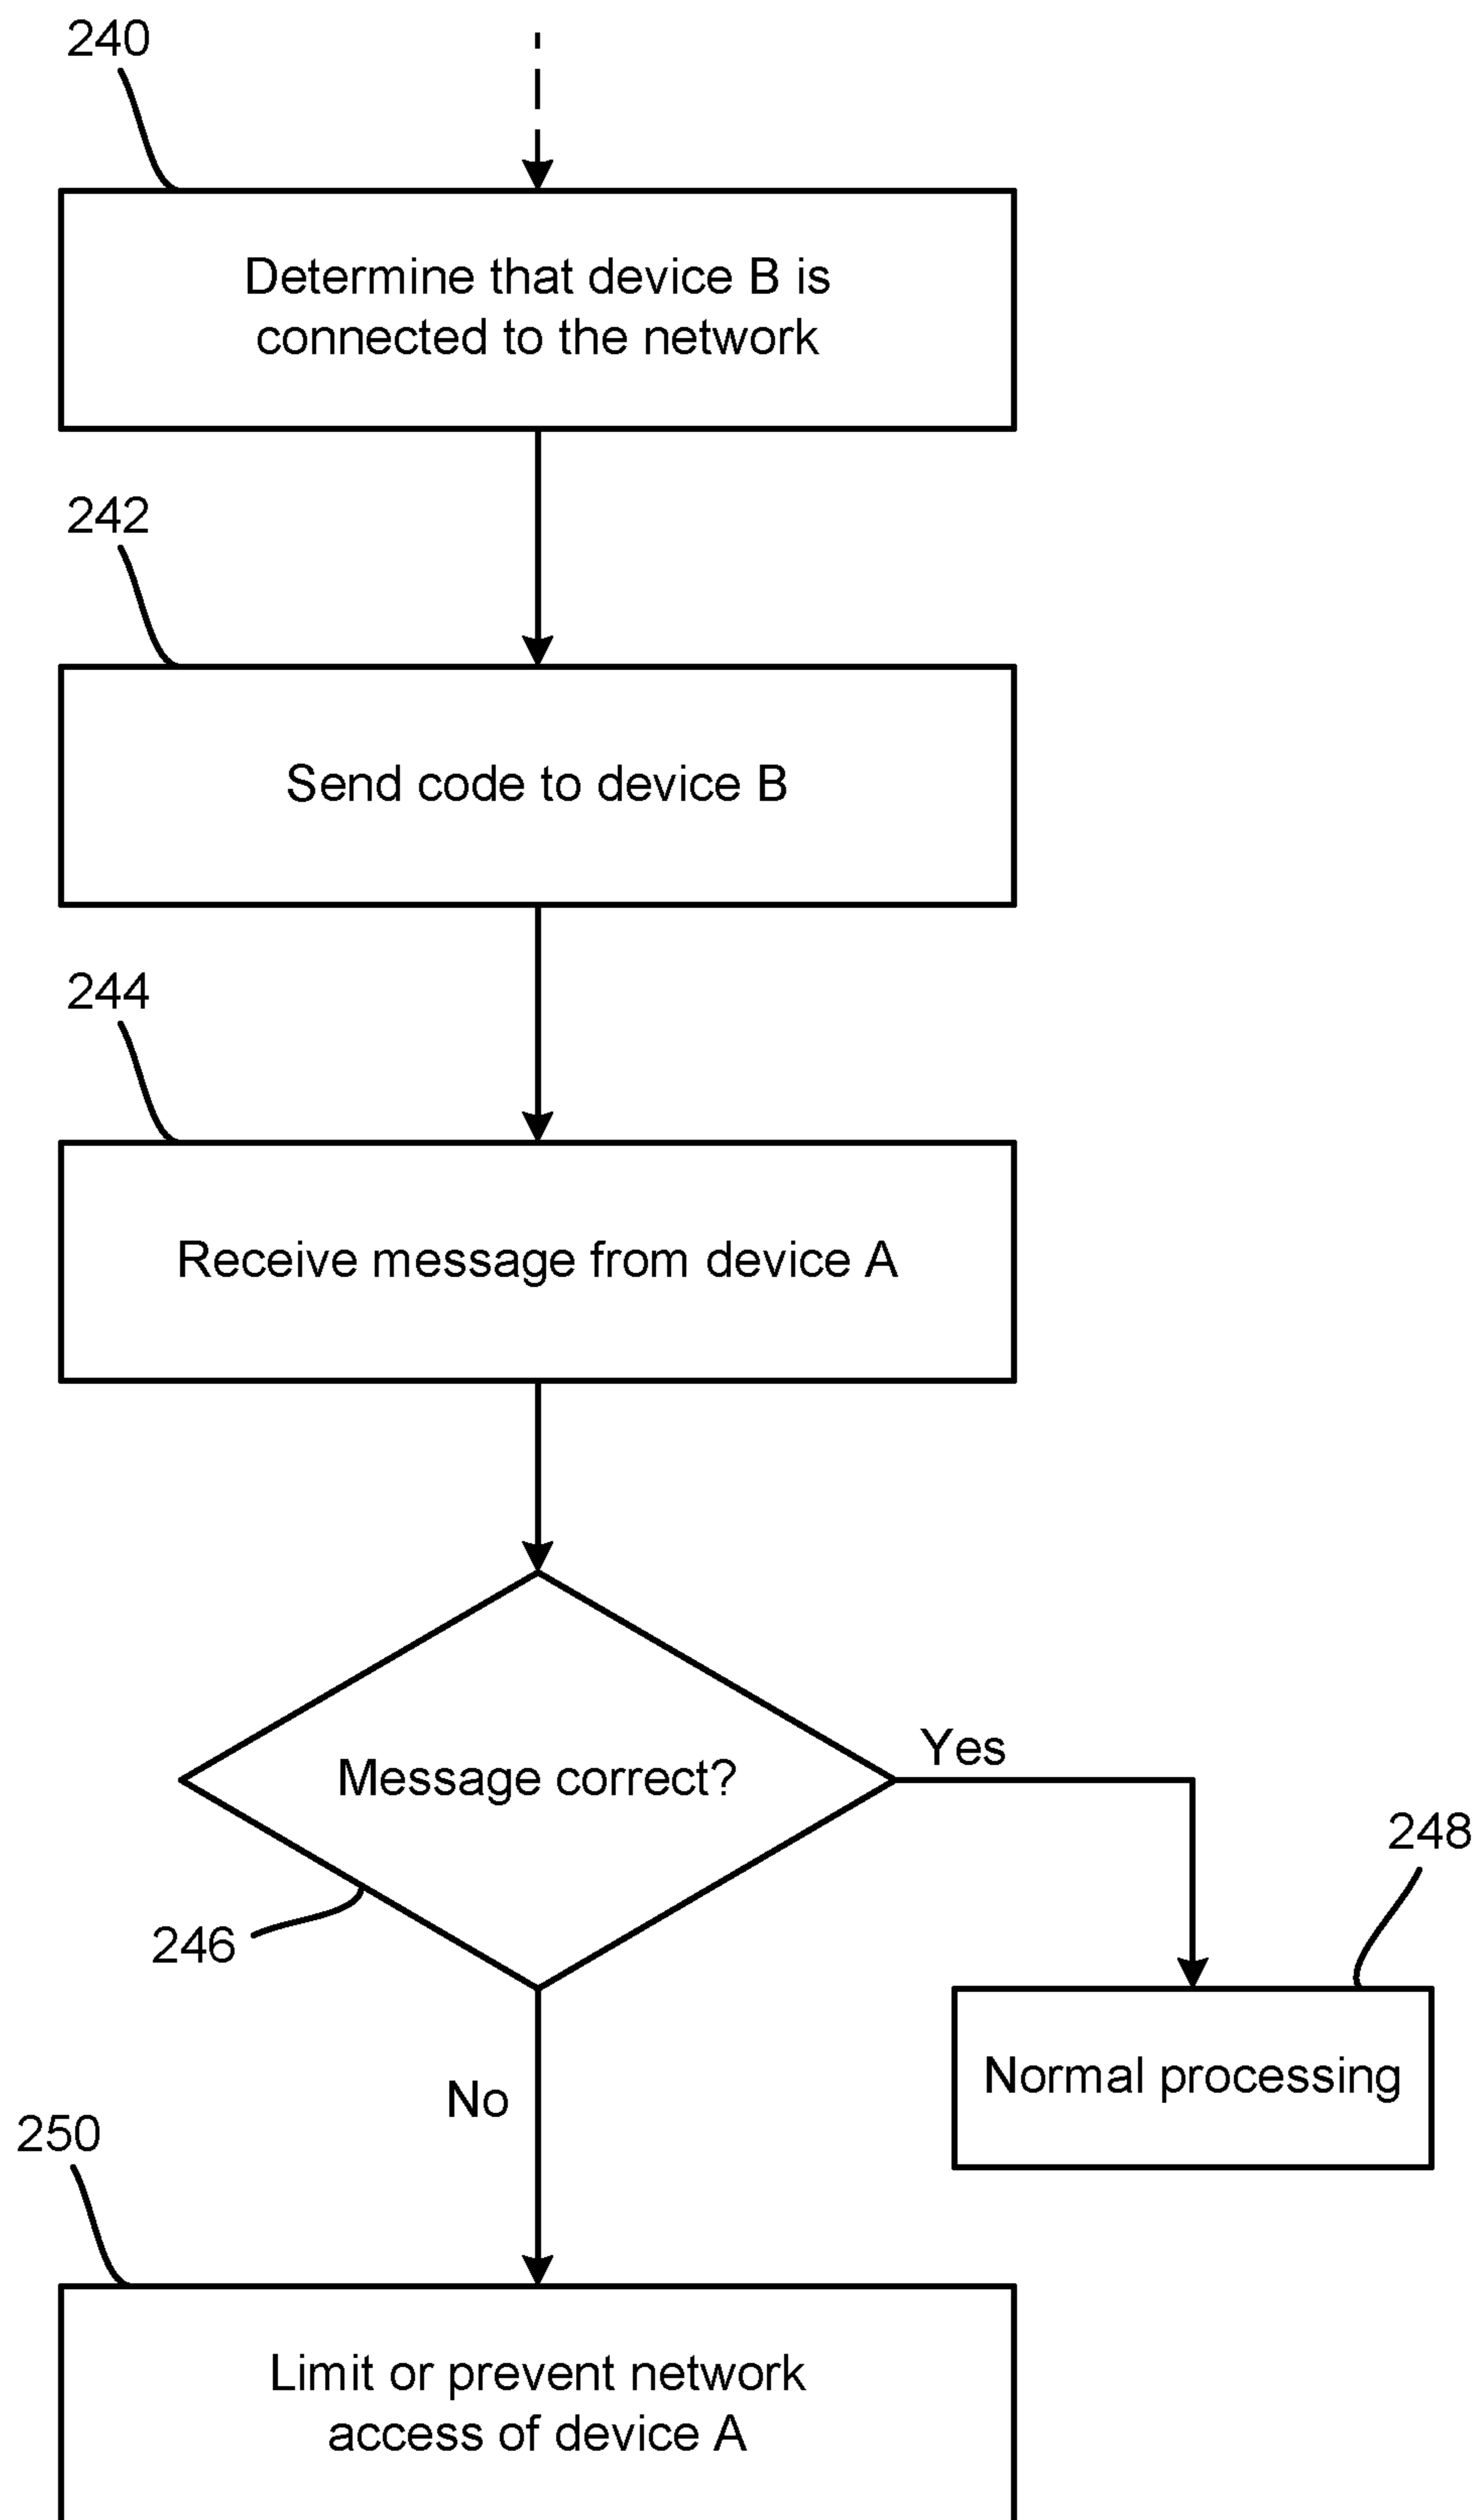 240
Determine that device B is
connected to the network
242
Send code to device B
244
Receive message from device A
Message correct?
Yes
246
248
Normal processing
No
250
Limit or prevent network
access of device A